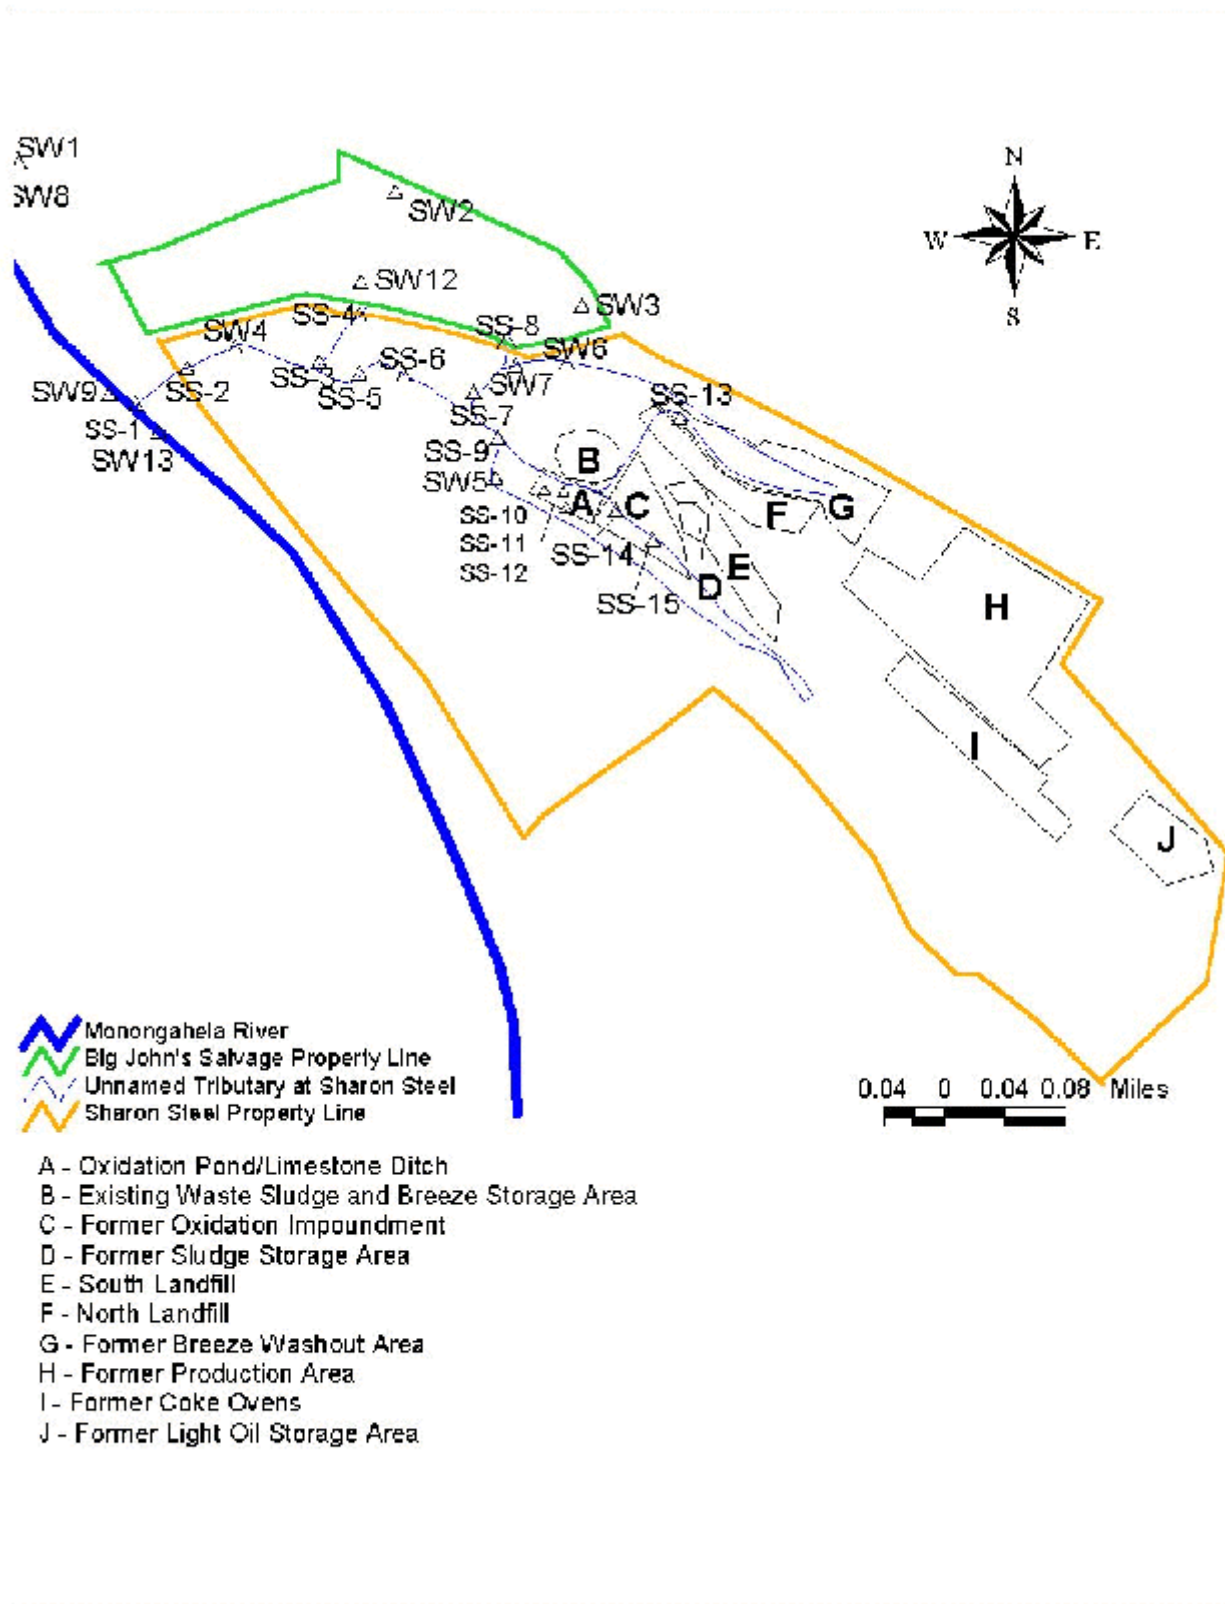 SW1
SW8
N
W
E
S
SW2
SW12
SW3
SS-4
SS-8
SW4
SW6
SS-6
SS-3
SW7
SW9
SS-2
SS-5
SS-13
SS-7
SS-1
SS-9
SW13
B
SW5
A
C
F
G
SS-10
SS-11
SS-14
SS-12
E
D
SS-15
H
I
J
Monongahela River
Big John's Salvage Property Line
Unnamed Tributary at Sharon Steel
Sharon Steel Property Line
0.04 0 0.04 0.08 Miles
A - Oxidation Pond/Limestone Ditch
B - Existing Waste Sludge and Breeze Storage Area
C - Former Oxidation Impoundment
D - Former Sludge Storage Area
E - South Landfill
F - North Landfill
G - Former Breeze Washout Area
H - Former Production Area
I - Former Coke Ovens
J - Former Light Oil Storage Area